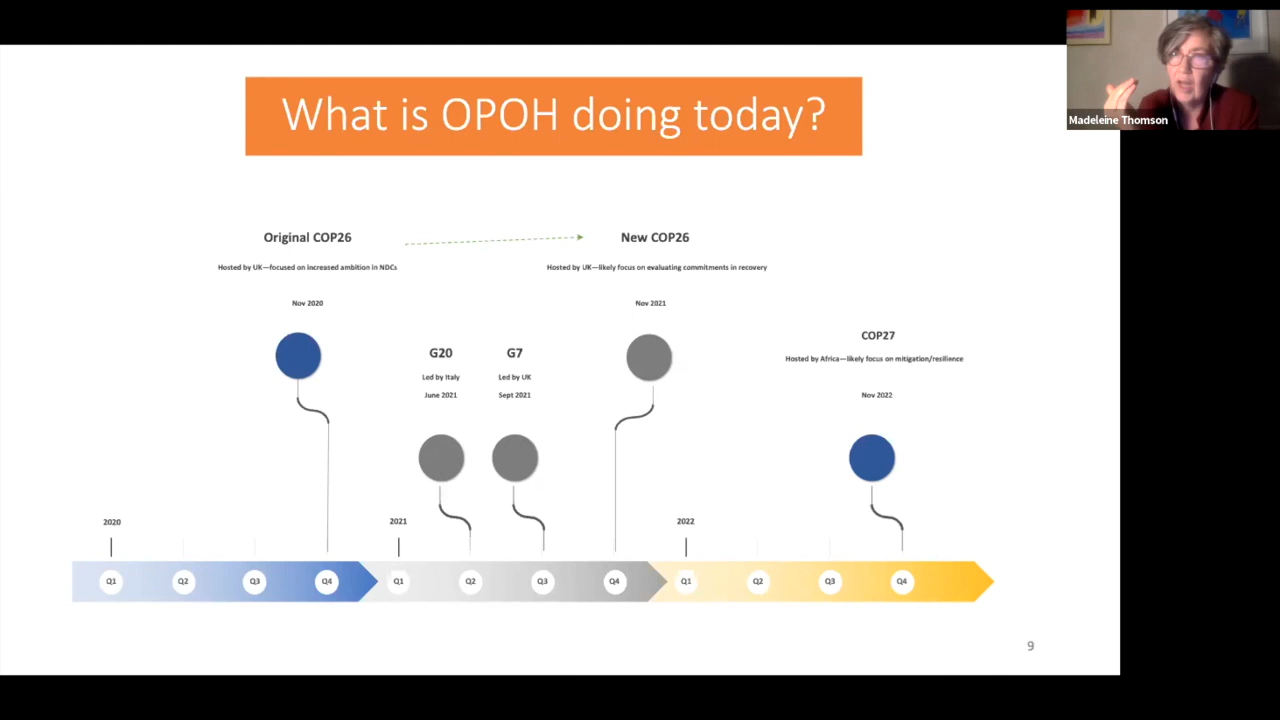 Madeleine Thomson
What is OPOH doing today?
Original COP26
Hosted by UK—focused on increased ambition in NDCs
Nov 2020
New COP26
Hosted by UK—likely focus on evaluating commitments in recovery
Nov 2021
G20
Led by Italy
June 2021
G7
Led by UK
Sept 2021
COP27
Hosted by Africa—likely focus on mitigation/resilience
Nov 2022
2020
2021
2022
Q1 Q2 Q3 Q4 Q1 Q2 Q3 Q4 Q1 Q2 Q3 Q4
9